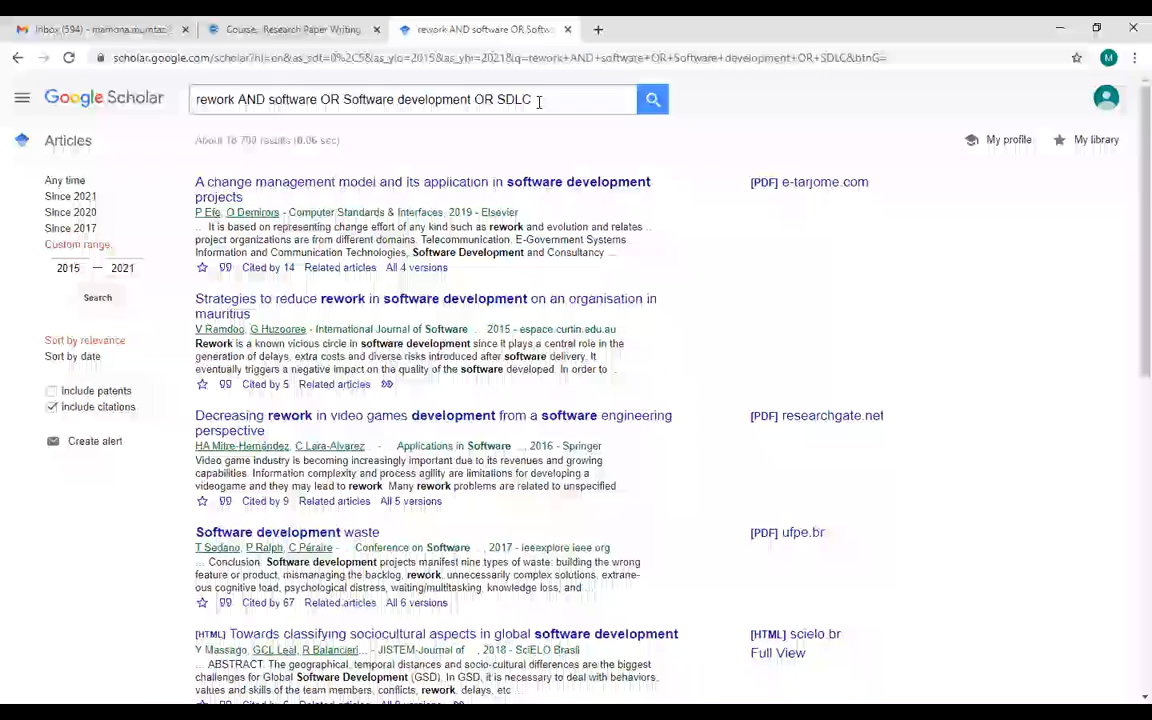 Inbox (594) - mamona.mumtaz
Course: Research Paper Writing
rework AND software OR Softw
scholar.google.com/scholar?hl=en&as_sdt=0%2C5&as_ylo=2015&as_yhi=2021&q=rework+AND+software+OR+Software+development+OR+SDLC&btnG=
M
Google Scholar
rework AND software OR Software development OR SDLC
Articles
About 18,700 results (0.06 sec)
My profile
My library
Any time
Since 2021
Since 2020
Since 2017
Custom range...
2015 — 2021
Search
Sort by relevance
Sort by date
include patents
include citations
Create alert
A change management model and its application in software development
projects
[PDF] e-tarjome.com
P Efe, O Demirors - Computer Standards & Interfaces, 2019 - Elsevier
... It is based on representing change effort of any kind such as rework and evolution and relates ...
project organizations are from different domains. Telecommunication. E-Government Systems
Information and Communication Technologies, Software Development and Consultancy ...
Cited by 14 Related articles All 4 versions
Strategies to reduce rework in software development on an organisation in
mauritius
V Ramdoo, G Huzooree - International Journal of Software ..., 2015 - espace.curtin.edu.au
Rework is a known vicious circle in software development since it plays a central role in the
generation of delays, extra costs and diverse risks introduced after software delivery. It
eventually triggers a negative impact on the quality of the software developed. In order to ...
Cited by 5 Related articles
Decreasing rework in video games development from a software engineering
perspective
[PDF] researchgate.net
HA Mitre-Hernández, C Lara-Alvarez... - ... Applications in Software ..., 2016 - Springer
Video game industry is becoming increasingly important due to its revenues and growing
capabilities. Information complexity and process agility are limitations for developing a
videogame and they may lead to rework. Many rework problems are related to unspecified ...
Cited by 9 Related articles All 5 versions
Software development waste
[PDF] ufpe.br
T Sedano, P Ralph, C Péraire - ... Conference on Software ..., 2017 - ieeexplore.ieee.org
... Conclusion. Software development projects manifest nine types of waste: building the wrong
feature or product, mismanaging the backlog, rework, unnecessarily complex solutions, extrane-
ous cognitive load, psychological distress, waiting/multitasking, knowledge loss, and ...
Cited by 67 Related articles All 6 versions
[HTML] Towards classifying sociocultural aspects in global software development
[HTML] scielo.br
Full View
Y Massago, GCL Leal, R Balancieri... - JISTEM-Journal of ..., 2018 - SciELO Brasil
... ABSTRACT. The geographical, temporal distances and socio-cultural differences are the biggest
challenges for Global Software Development (GSD). In GSD, it is necessary to deal with behaviors,
values and skills of the team members, conflicts, rework, delays, etc ...